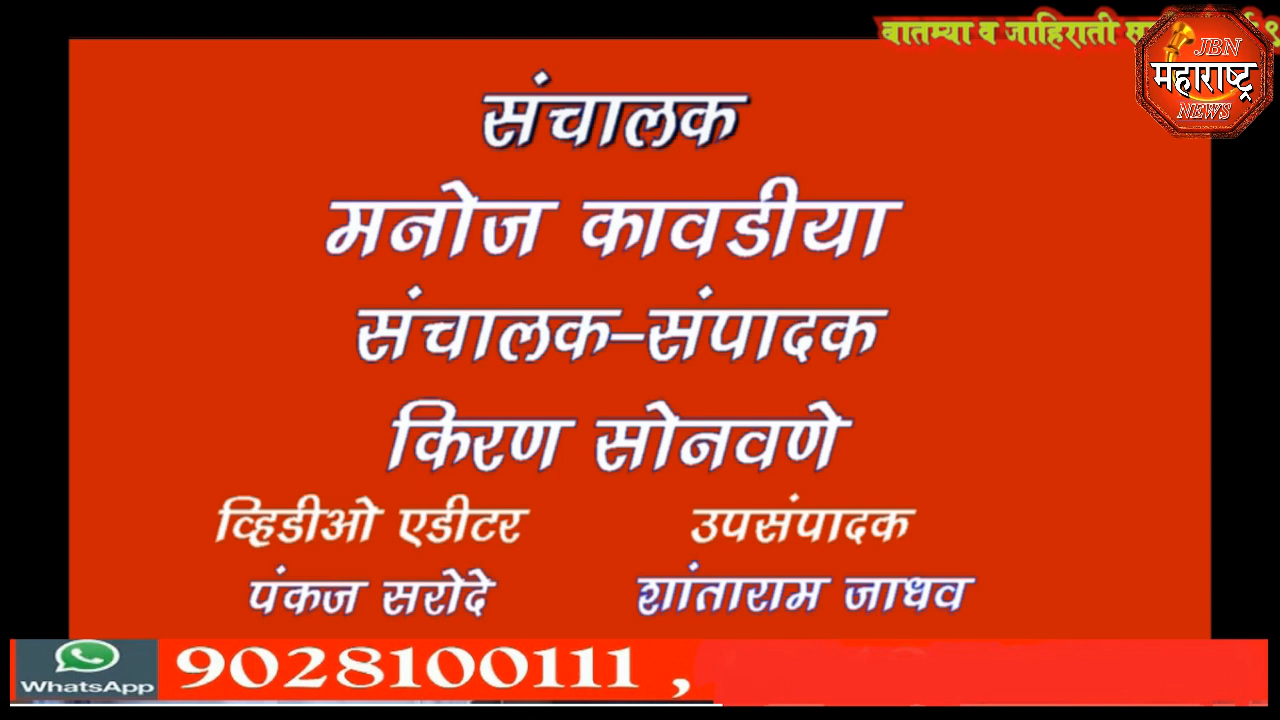 बातम्या व जाहिराती
JBN
महाराष्ट्र
NEWS
संचालक
मनोज कावडीया
संचालक-संपादक
किरण सोनवणे
व्हिडीओ एडीटर उपसंपादक
पंकज सरोदे शांताराम जाधव
WhatsApp 9028100111 ,